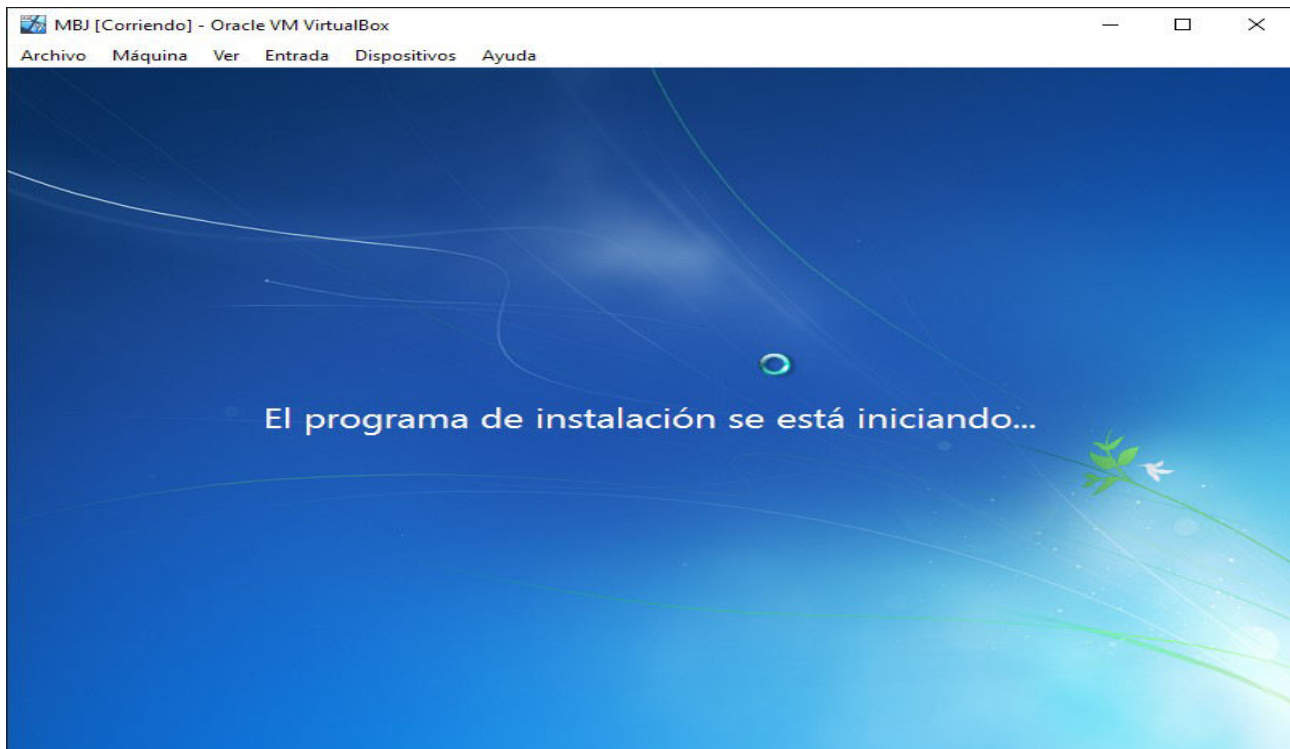 MBJ [Corriendo] - Oracle VM VirtualBox
Archivo Máquina Ver Entrada Dispositivos Ayuda
El programa de instalación se está iniciando...